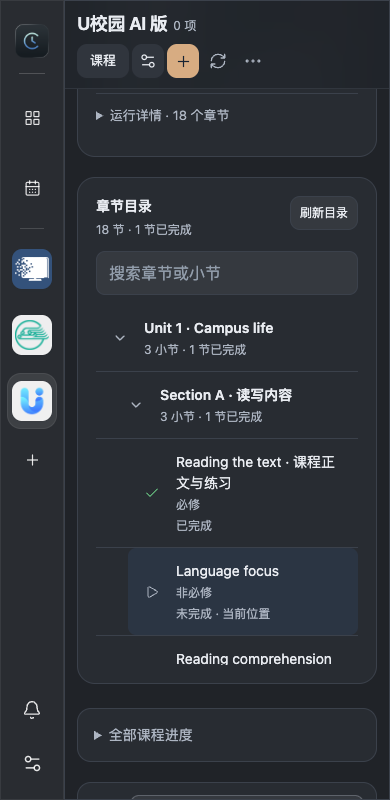 U校园 AI 版 0 项
课程
运行详情 · 18 个章节
章节目录
刷新目录
18 节 · 1 节已完成
搜索章节或小节
Unit 1 · Campus life
3 小节 · 1 节已完成
Section A · 读写内容
3 小节 · 1 节已完成
Reading the text · 课程正
文与练习
必修
已完成
Language focus
非必修
未完成 · 当前位置
Reading comprehension
全部课程进度